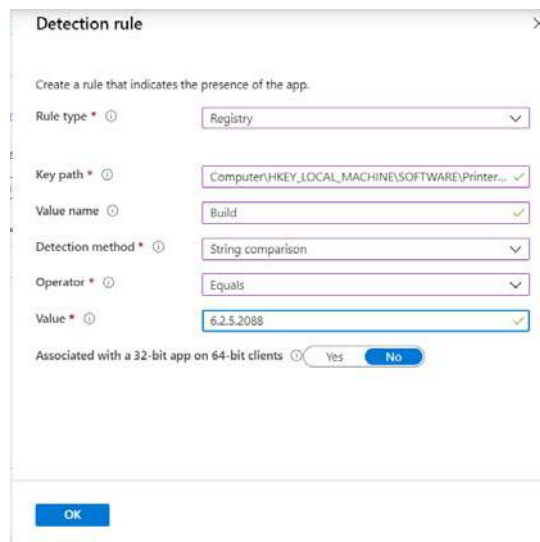 Detection rule
Create a rule that indicates the presence of the app.
Rule type *
Registry
Key path *
Computer\HKEY_LOCAL_MACHINE\SOFTWARE\Printer...
Value name
Build
Detection method *
String comparison
Operator *
Equals
Value *
6.2.5.2088
Associated with a 32-bit app on 64-bit clients Yes No
OK